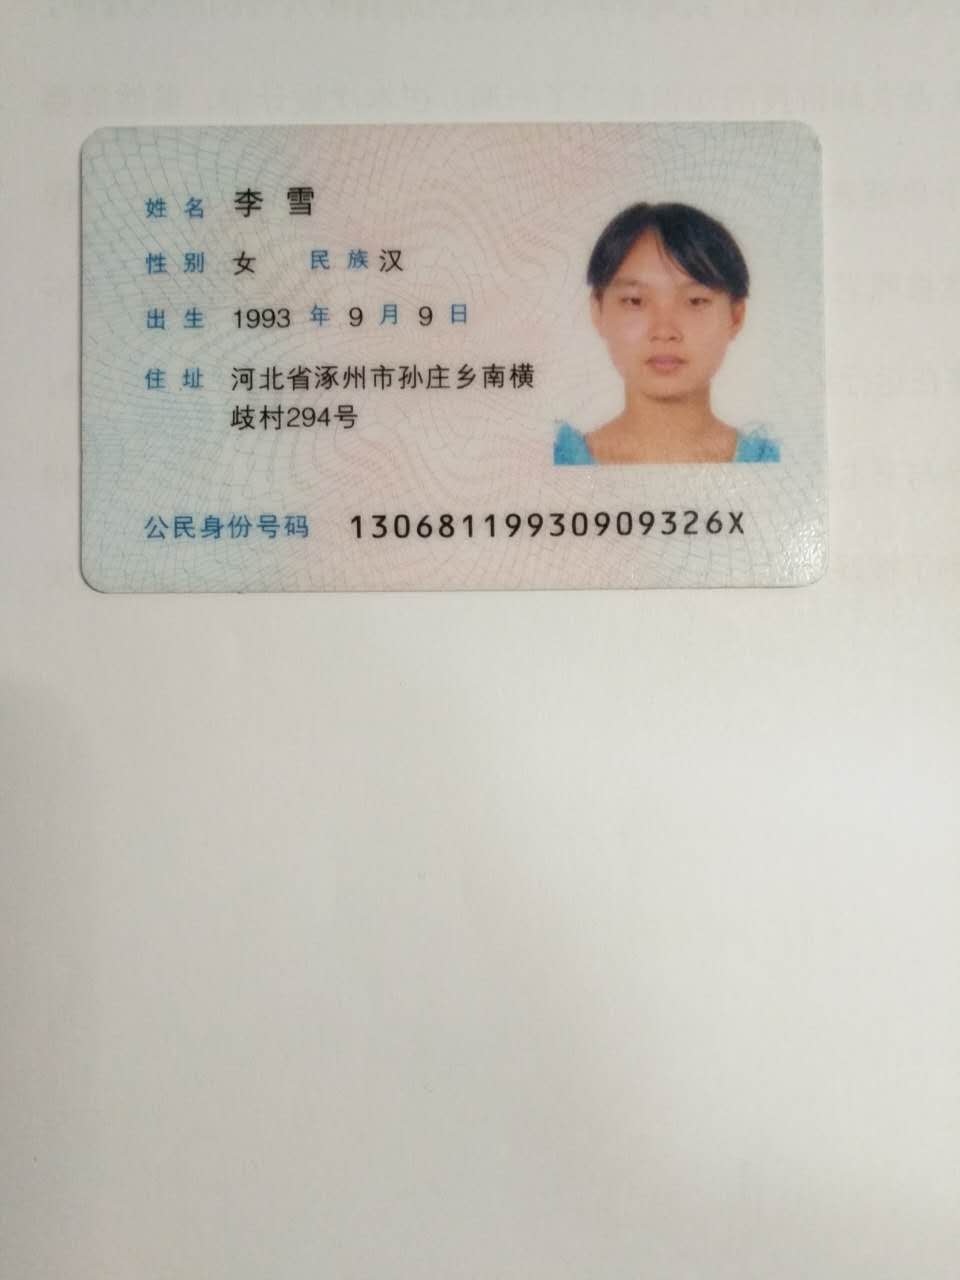 姓名 李雪
性别 女 民族 汉
出生 1993 年 9 月 9 日
住址 河北省涿州市孙庄乡南横
歧村294号
公民身份号码 13068119930909326X